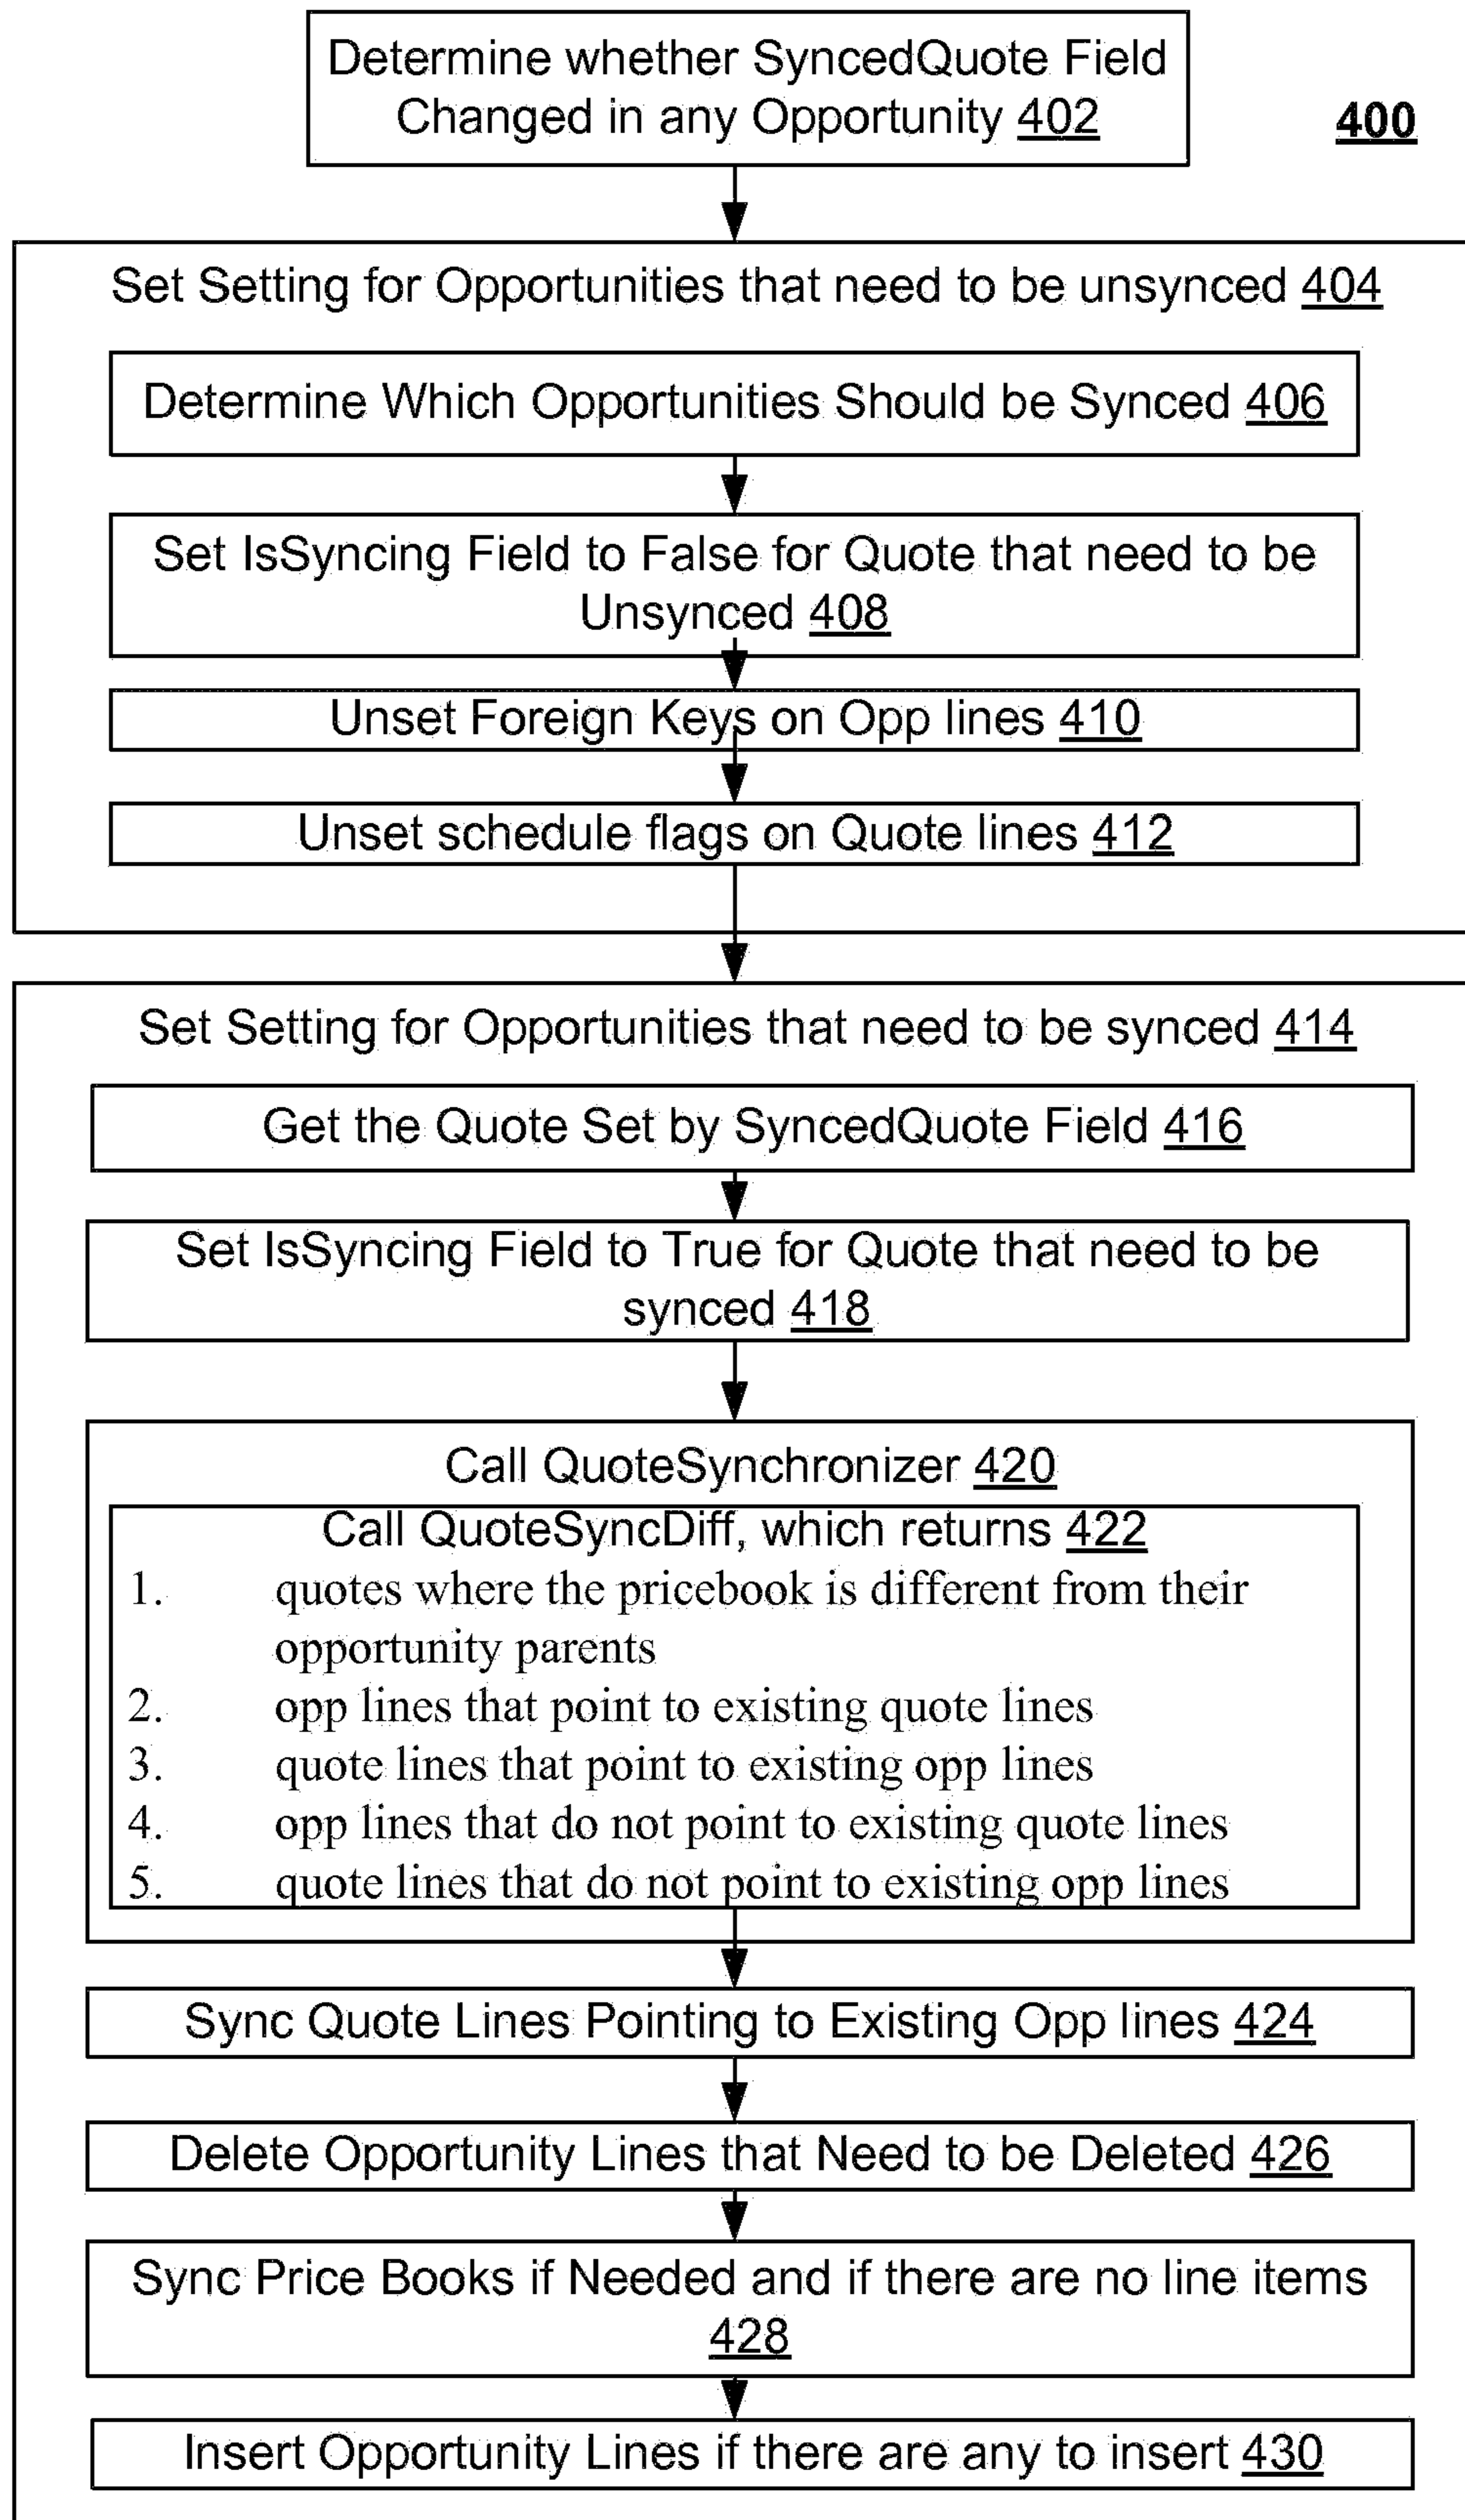 Determine whether SyncedQuote Field
Changed in any Opportunity 402
400
Set Setting for Opportunities that need to be unsynced 404
Determine Which Opportunities Should be Synced 406
Set IsSyncing Field to False for Quote that need to be
Unsynced 408
Unset Foreign Keys on Opp lines 410
Unset schedule flags on Quote lines 412
Set Setting for Opportunities that need to be synced 414
Get the Quote Set by SyncedQuote Field 416
Set IsSyncing Field to True for Quote that need to be
synced 418
Call QuoteSynchronizer 420
Call QuoteSyncDiff, which returns 422
1. quotes where the pricebook is different from their
opportunity parents
2. opp lines that point to existing quote lines
3. quote lines that point to existing opp lines
4. opp lines that do not point to existing quote lines
5. quote lines that do not point to existing opp lines
Sync Quote Lines Pointing to Existing Opp lines 424
Delete Opportunity Lines that Need to be Deleted 426
Sync Price Books if Needed and if there are no line items
428
Insert Opportunity Lines if there are any to insert 430